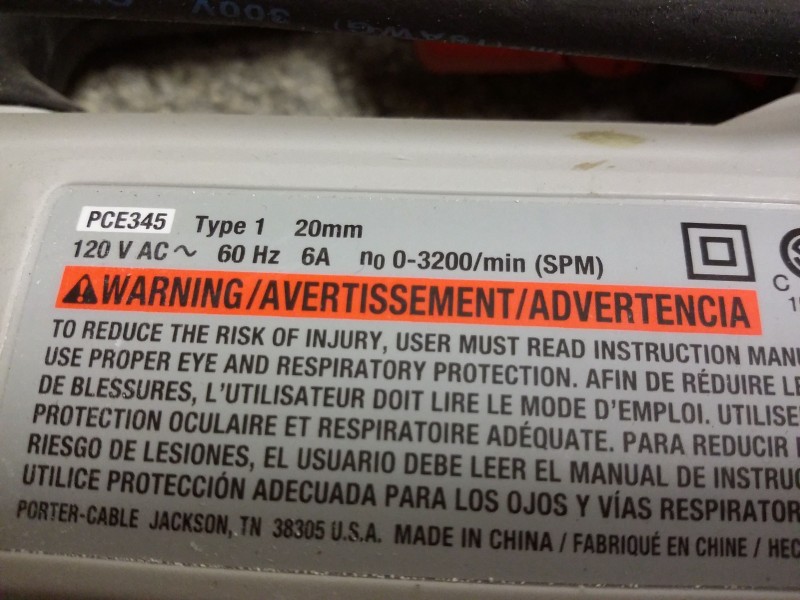 300V
PCE345 Type 1 20mm
120 V AC ~ 60 Hz 6A n0 0-3200/min (SPM)
WARNING/AVERTISSEMENT/ADVERTENCIA
TO REDUCE THE RISK OF INJURY, USER MUST READ INSTRUCTION
USE PROPER EYE AND RESPIRATORY PROTECTION. AFIN DE RÉDUIRE
DE BLESSURES, L'UTILISATEUR DOIT LIRE LE MODE D'EMPLOI.
PROTECTION OCULAIRE ET RESPIRATOIRE ADÉQUATE. PARA REDUCIR
RIESGO DE LESIONES, EL USUARIO DEBE LEER EL MANUAL DE
UTILICE PROTECCIÓN ADECUADA PARA LOS OJOS Y VÍAS
PORTER-CABLE JACKSON, TN 38305 U.S.A. MADE IN CHINA / FABRIQUÉ EN CHINE /